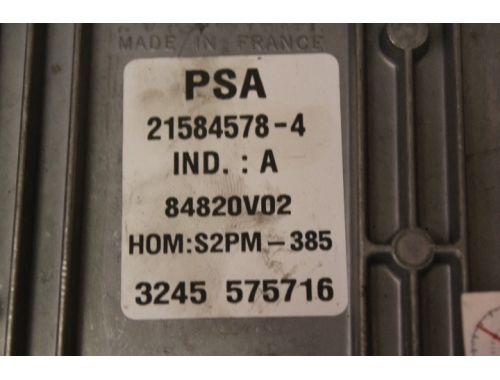 MADE IN FRANCE
PSA
21584578-4
IND. : A
84820V02
HOM:S2PM-385
3245 575716